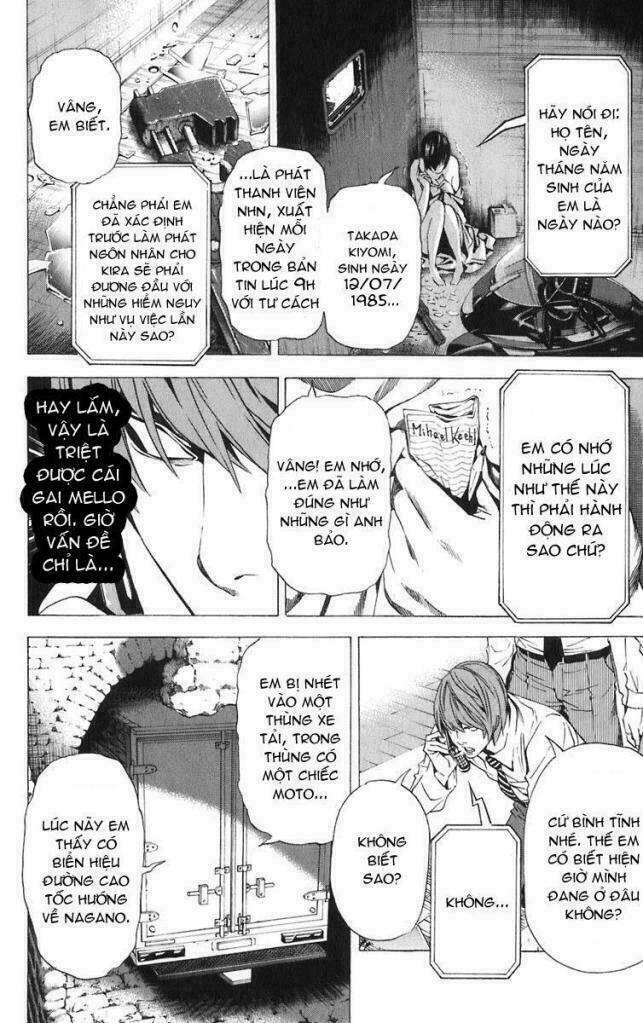 HÃY NÓI ĐI:
HỌ TÊN,
NGÀY
THÁNG NĂM
SINH CỦA
EM LÀ
NGÀY NÀO?
TAKADA
KIYOMI,
SINH NGÀY
12/07/
1985...
...LÀ PHÁT
THANH VIÊN
NHN, XUẤT
HIỆN MỖI
NGÀY
TRONG BẢN
TIN LÚC 9H
VỚI TƯ CÁCH
VÂNG,
EM BIẾT.
CHẲNG PHẢI EM
ĐÃ XÁC ĐỊNH
TRƯỚC LÀM PHÁT
NGÔN NHÂN CHO
KIRA SẼ PHẢI
ĐƯƠNG ĐẦU VỚI
NHỮNG HIỂM NGUY
NHƯ VỤ VIỆC LẦN
NÀY SAO?
EM CÓ NHỚ
NHỮNG LÚC
NHƯ THẾ NÀY
THÌ PHẢI HÀNH
ĐỘNG RA
SAO CHỨ?
Mihael Keehl
VÂNG! EM NHỚ,
...EM ĐÃ LÀM
ĐÚNG NHƯ
NHỮNG GÌ ANH
BẢO.
HAY LẮM,
VẬY LÀ
TRIỆT
ĐƯỢC CÁI
GAI MELLO
RỒI. GIỜ
VẤN ĐỀ
CHỈ LÀ...
CỨ BÌNH TĨNH
NHÉ. THẾ EM
CÓ BIẾT HIỆN
GIỜ MÌNH
ĐANG Ở ĐÂU
KHÔNG?
KHÔNG...
KHÔNG
BIẾT
SAO?
EM BỊ NHÉT
VÀO MỘT
THÙNG XE
TẢI, TRONG
THÙNG CÓ
MỘT CHIẾC
MOTO...
LÚC NÀY EM
THẤY CÓ
BIỂN HIỆU
ĐƯỜNG CAO
TỐC HƯỚNG
VỀ NAGANO.